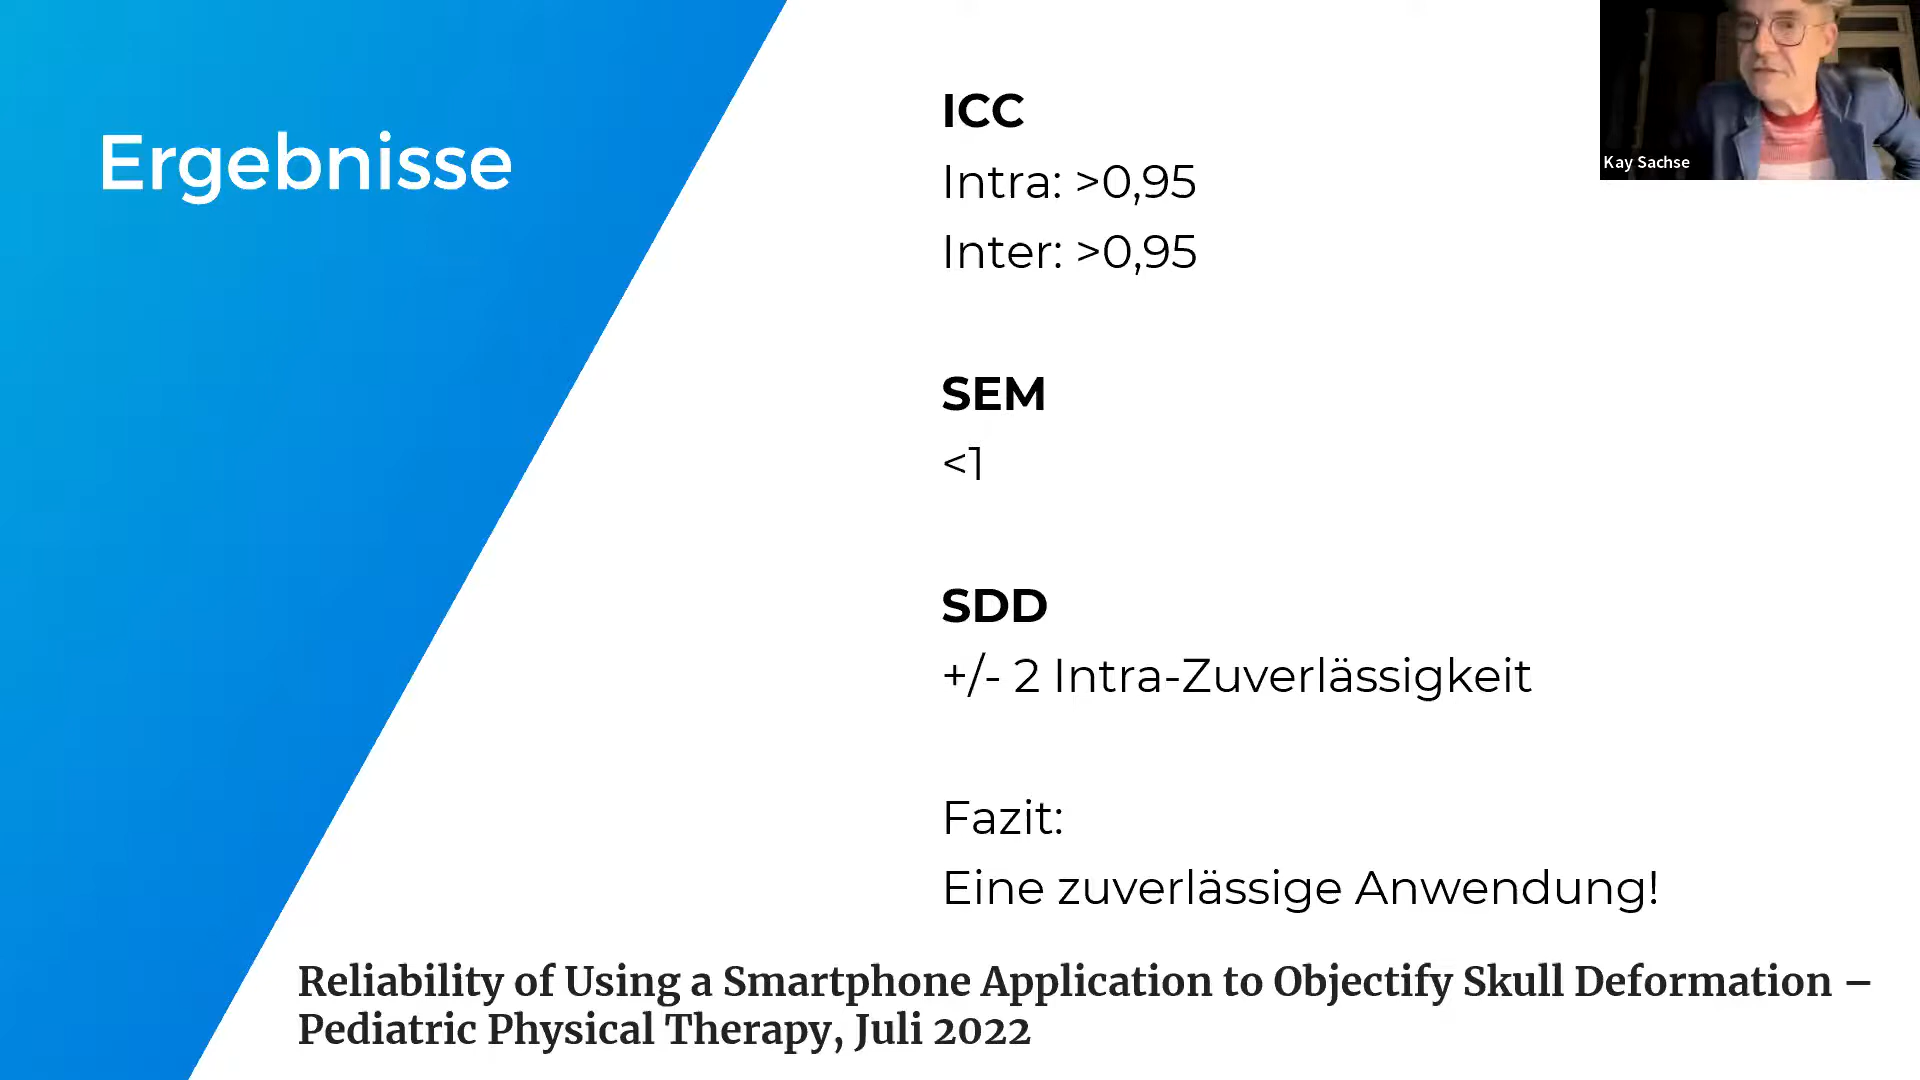 Ergebnisse
ICC
Intra: >0,95
Inter: >0,95
SEM
<1
SDD
+/- 2 Intra-Zuverlässigkeit
Fazit:
Eine zuverlässige Anwendung!
Reliability of Using a Smartphone Application to Objectify Skull Deformation –
Pediatric Physical Therapy, Juli 2022
Kay Sachse